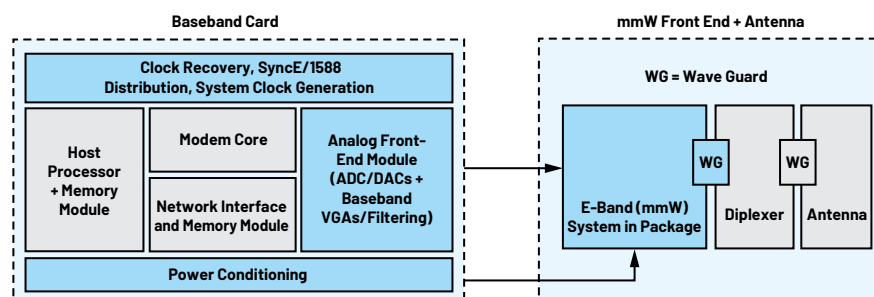 Baseband Card
mmW Front End + Antenna
Clock Recovery, SyncE/1588
Distribution, System Clock Generation
Host
Processor
+ Memory
Module
Modem Core
Network Interface
and Memory Module
Analog Front-
End Module
(ADC/DACs +
Baseband
VGAs/Filtering)
Power Conditioning
WG = Wave Guard
E-Band (mmW)
System in Package
WG
Diplexer
WG
Antenna